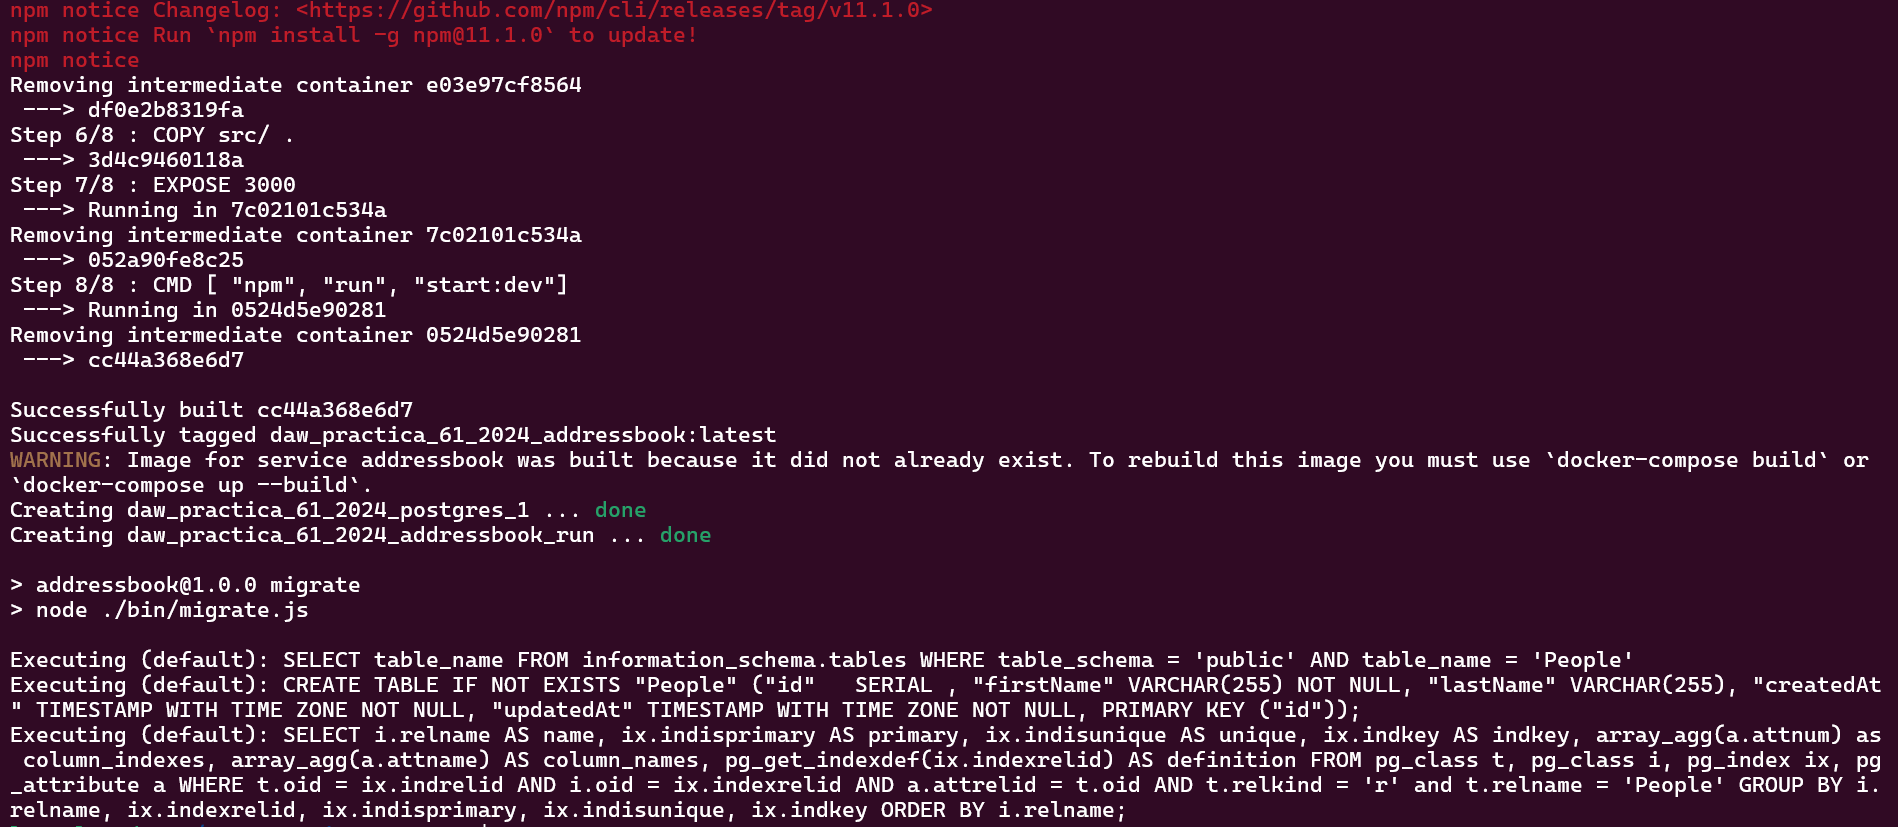 npm notice Changelog: <https://github.com/npm/cli/releases/tag/v11.1.0>
npm notice Run `npm install -g npm@11.1.0` to update!
npm notice
Removing intermediate container e03e97cf8564
 ---> df0e2b8319fa
Step 6/8 : COPY src/ .
 ---> 3d4c9460118a
Step 7/8 : EXPOSE 3000
 ---> Running in 7c02101c534a
Removing intermediate container 7c02101c534a
 ---> 052a90fe8c25
Step 8/8 : CMD [ "npm", "run", "start:dev"]
 ---> Running in 0524d5e90281
Removing intermediate container 0524d5e90281
 ---> cc44a368e6d7
Successfully built cc44a368e6d7
Successfully tagged daw_practica_61_2024_addressbook:latest
WARNING: Image for service addressbook was built because it did not already exist. To rebuild this image you must use `docker-compose build` or
`docker-compose up --build`.
Creating daw_practica_61_2024_postgres_1 ... done
Creating daw_practica_61_2024_addressbook_run ... done
> addressbook@1.0.0 migrate
> node ./bin/migrate.js
Executing (default): SELECT table_name FROM information_schema.tables WHERE table_schema = 'public' AND table_name = 'People'
Executing (default): CREATE TABLE IF NOT EXISTS "People" ("id"   SERIAL , "firstName" VARCHAR(255) NOT NULL, "lastName" VARCHAR(255), "createdAt
" TIMESTAMP WITH TIME ZONE NOT NULL, "updatedAt" TIMESTAMP WITH TIME ZONE NOT NULL, PRIMARY KEY ("id"));
Executing (default): SELECT i.relname AS name, ix.indisprimary AS primary, ix.indisunique AS unique, ix.indkey AS indkey, array_agg(a.attnum) as
 column_indexes, array_agg(a.attname) AS column_names, pg_get_indexdef(ix.indexrelid) AS definition FROM pg_class t, pg_class i, pg_index ix, pg
_attribute a WHERE t.oid = ix.indrelid AND i.oid = ix.indexrelid AND a.attrelid = t.oid AND t.relkind = 'r' and t.relname = 'People' GROUP BY i.
relname, ix.indexrelid, ix.indisprimary, ix.indisunique, ix.indkey ORDER BY i.relname;